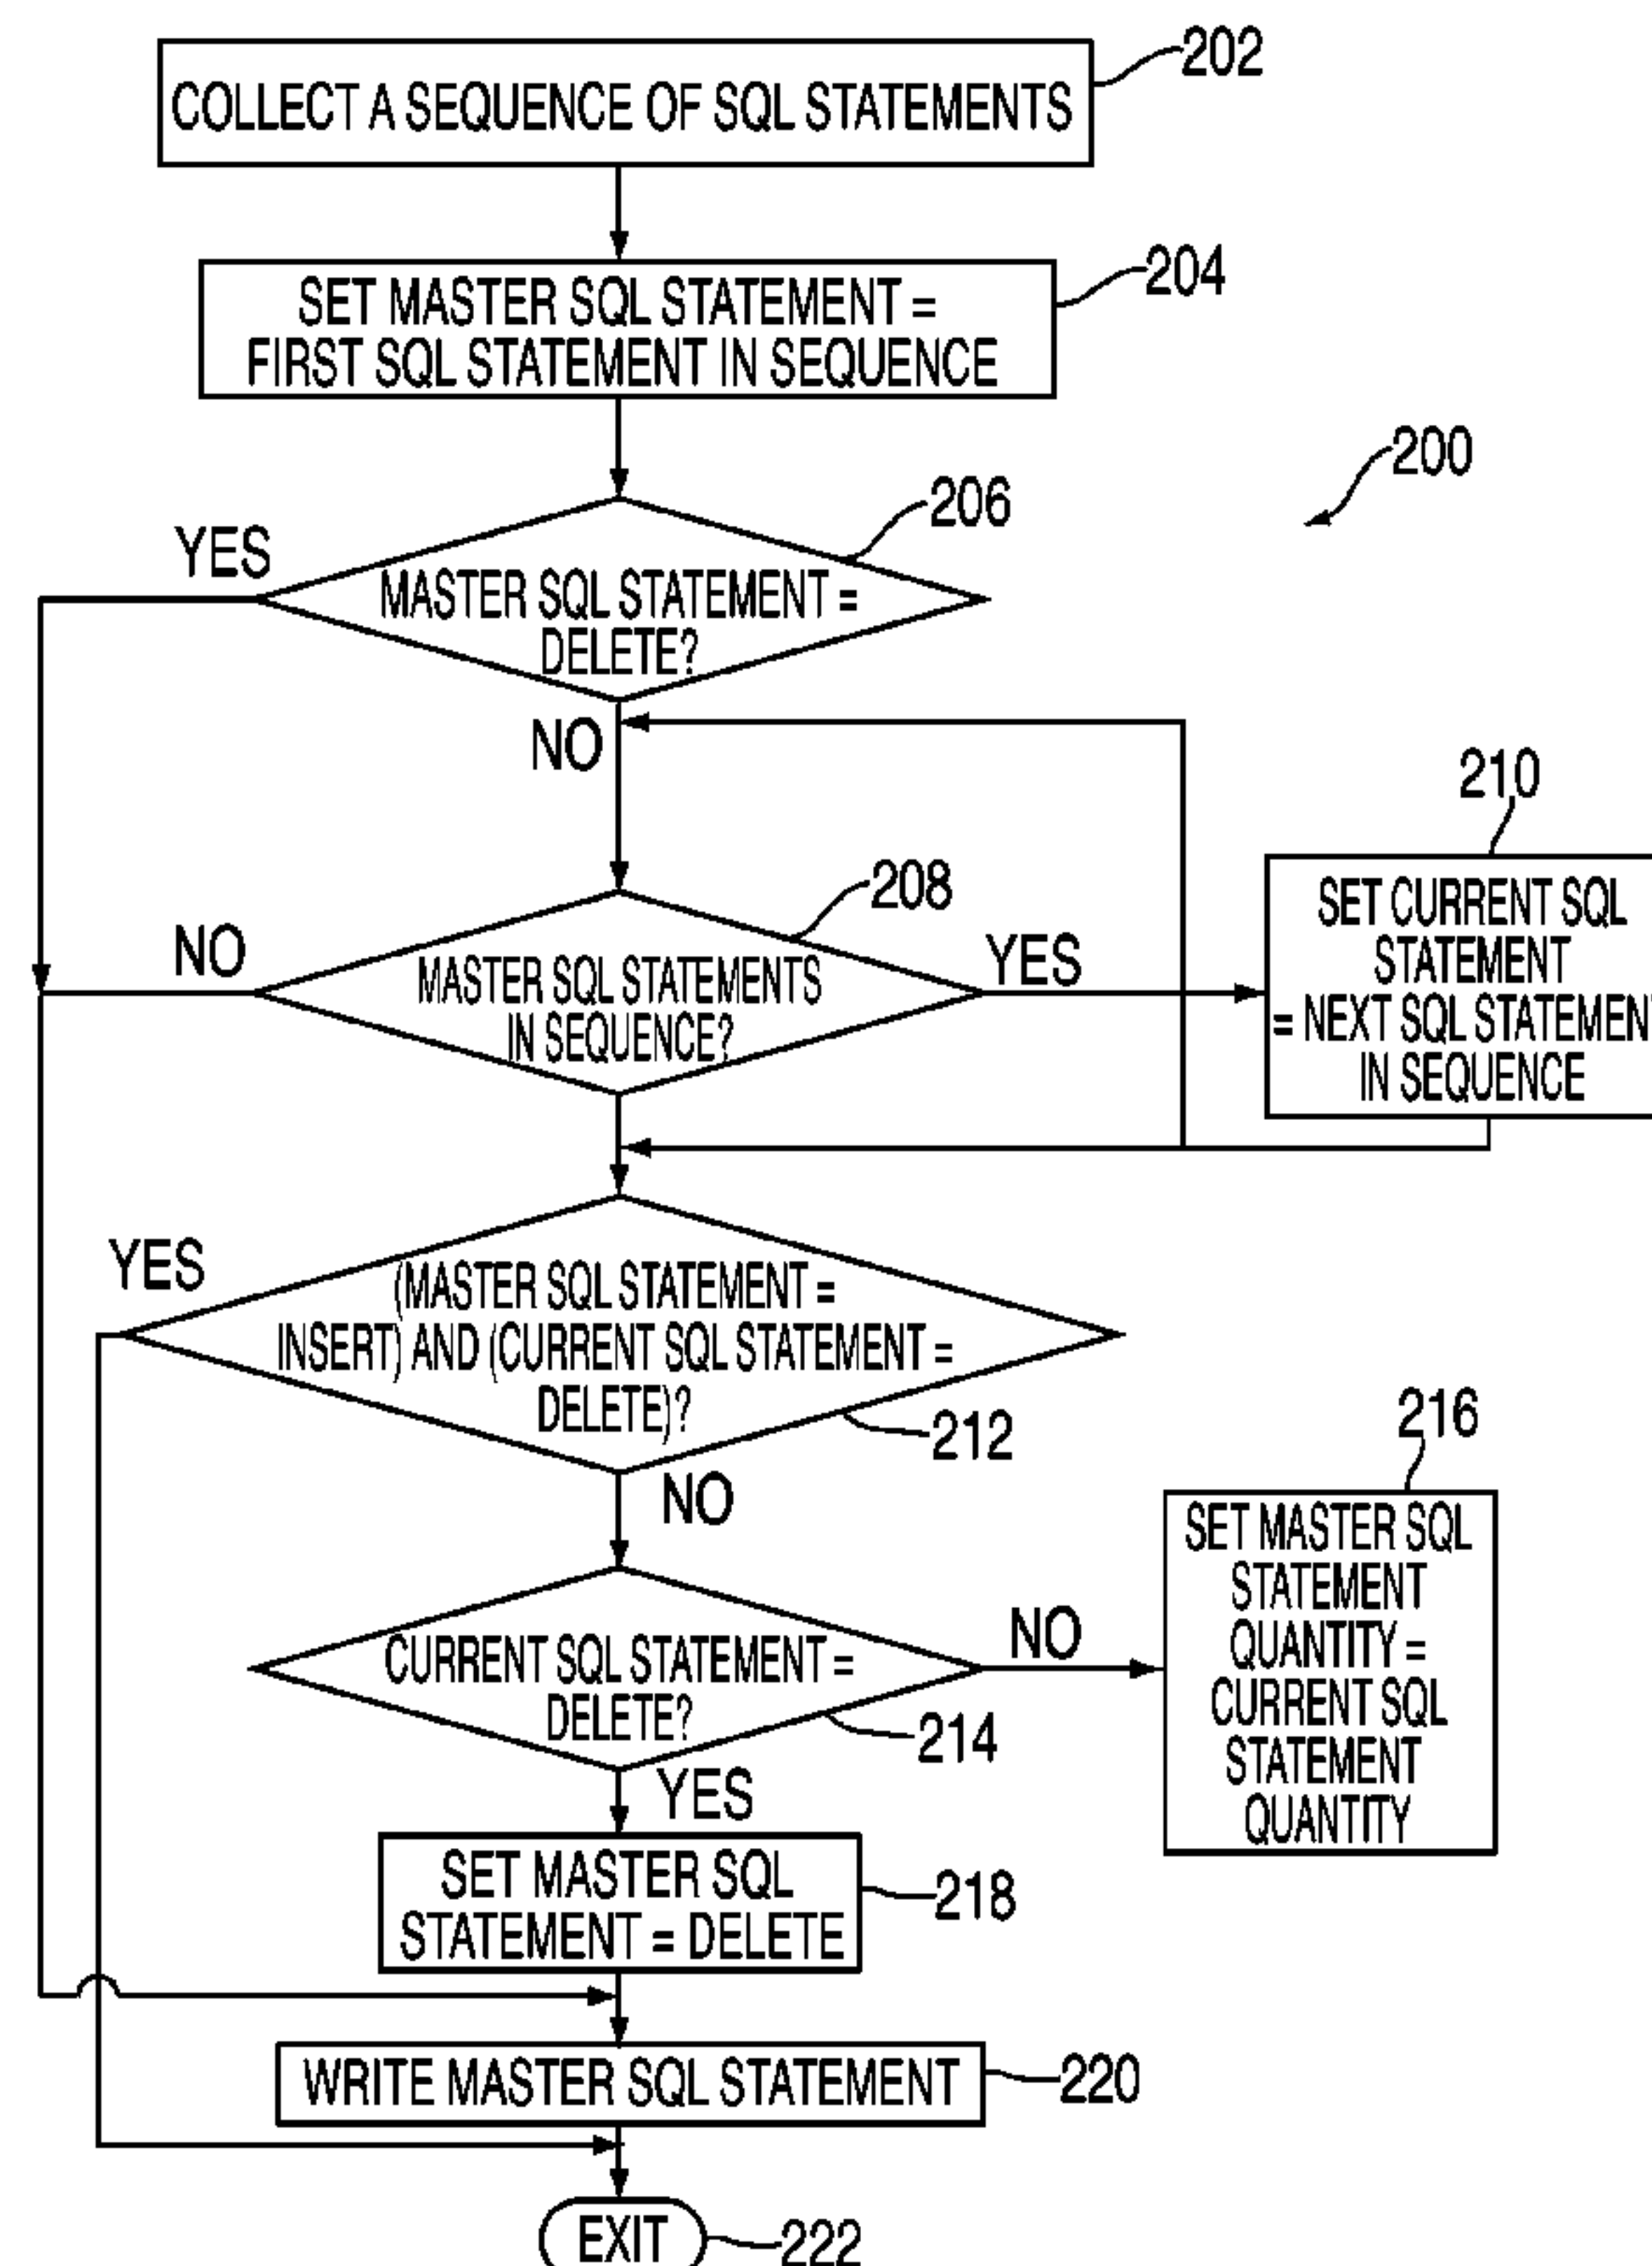 202
COLLECT A SEQUENCE OF SQL STATEMENTS
204
SET MASTER SQL STATEMENT =
FIRST SQL STATEMENT IN SEQUENCE
200
206
YES
MASTER SQL STATEMENT =
DELETE?
NO
210
208
SET CURRENT SQL
STATEMENT
= NEXT SQL STATEMENT
IN SEQUENCE
NO
YES
MASTER SQL STATEMENTS
IN SEQUENCE?
YES
(MASTER SQL STATEMENT =
INSERT) AND (CURRENT SQL STATEMENT =
DELETE)?
212
NO
216
SET MASTER SQL
STATEMENT
QUANTITY =
CURRENT SQL
STATEMENT
QUANTITY
NO
CURRENT SQL STATEMENT =
DELETE?
214
YES
SET MASTER SQL
STATEMENT = DELETE
218
WRITE MASTER SQL STATEMENT
220
EXIT
222